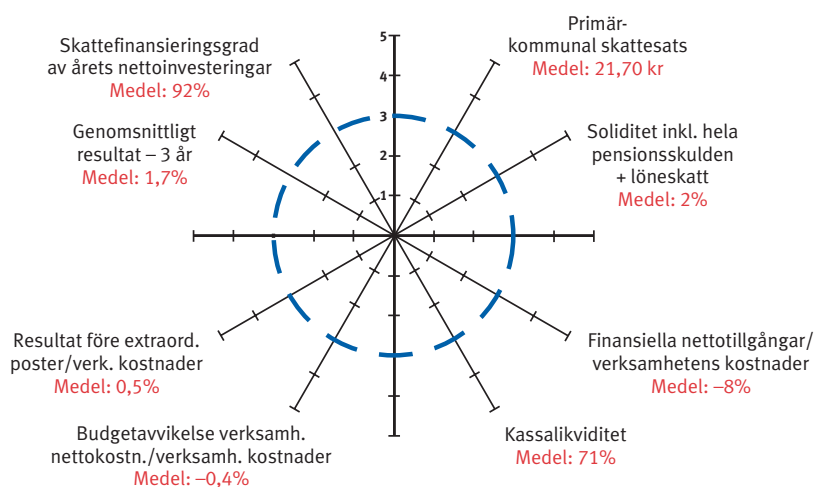 Primär-
kommunal skattesats
Medel: 21,70 kr
Skattefinansieringsgrad
av årets nettoinvesteringar
Medel: 92%
Genomsnittligt
resultat – 3 år
Medel: 1,7%
Soliditet inkl. hela
pensionsskulden
+ löneskatt
Medel: 2%
5
4
3
2
1
Resultat före extraord.
poster/verk. kostnader
Medel: 0,5%
Finansiella nettotillgångar/
verksamhetens kostnader
Medel: –8%
Budgetavvikelse verksamh.
nettokostn./verksamh. kostnader
Medel: –0,4%
Kassalikviditet
Medel: 71%